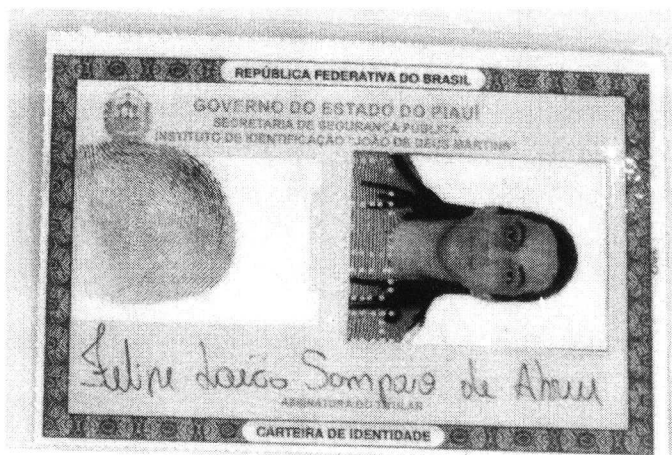 REPÚBLICA FEDERATIVA DO BRASIL
GOVERNO DO ESTADO DO PIAUÍ
SECRETARIA DE SEGURANÇA PÚBLICA
INSTITUTO DE IDENTIFICAÇÃO "JOÃO DE DEUS MARTINS"
Felipe Sampaio de Abreu
ASSINATURA DO TITULAR
CARTEIRA DE IDENTIDADE